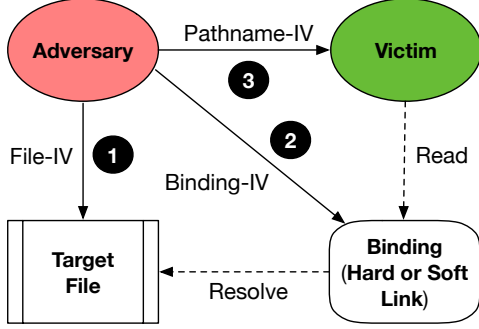 Adversary
Pathname-IV
Victim
3
File-IV
1
2
Binding-IV
Read
Target
File
Resolve
Binding
(Hard or Soft
Link)